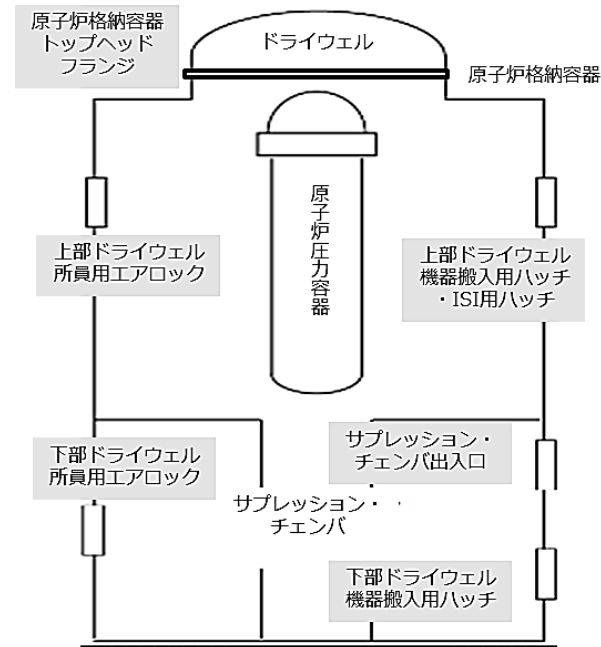 原子炉格納容器
トップヘッド
フランジ
ドライウェル
原子炉格納容器
原子炉圧力容器
上部ドライウェル
所員用エアロック
上部ドライウェル
機器搬入用ハッチ
・ISI用ハッチ
下部ドライウェル
所員用エアロック
サプレッション・
チェンバ出入口
サプレッション・
チェンバ
下部ドライウェル
機器搬入用ハッチ